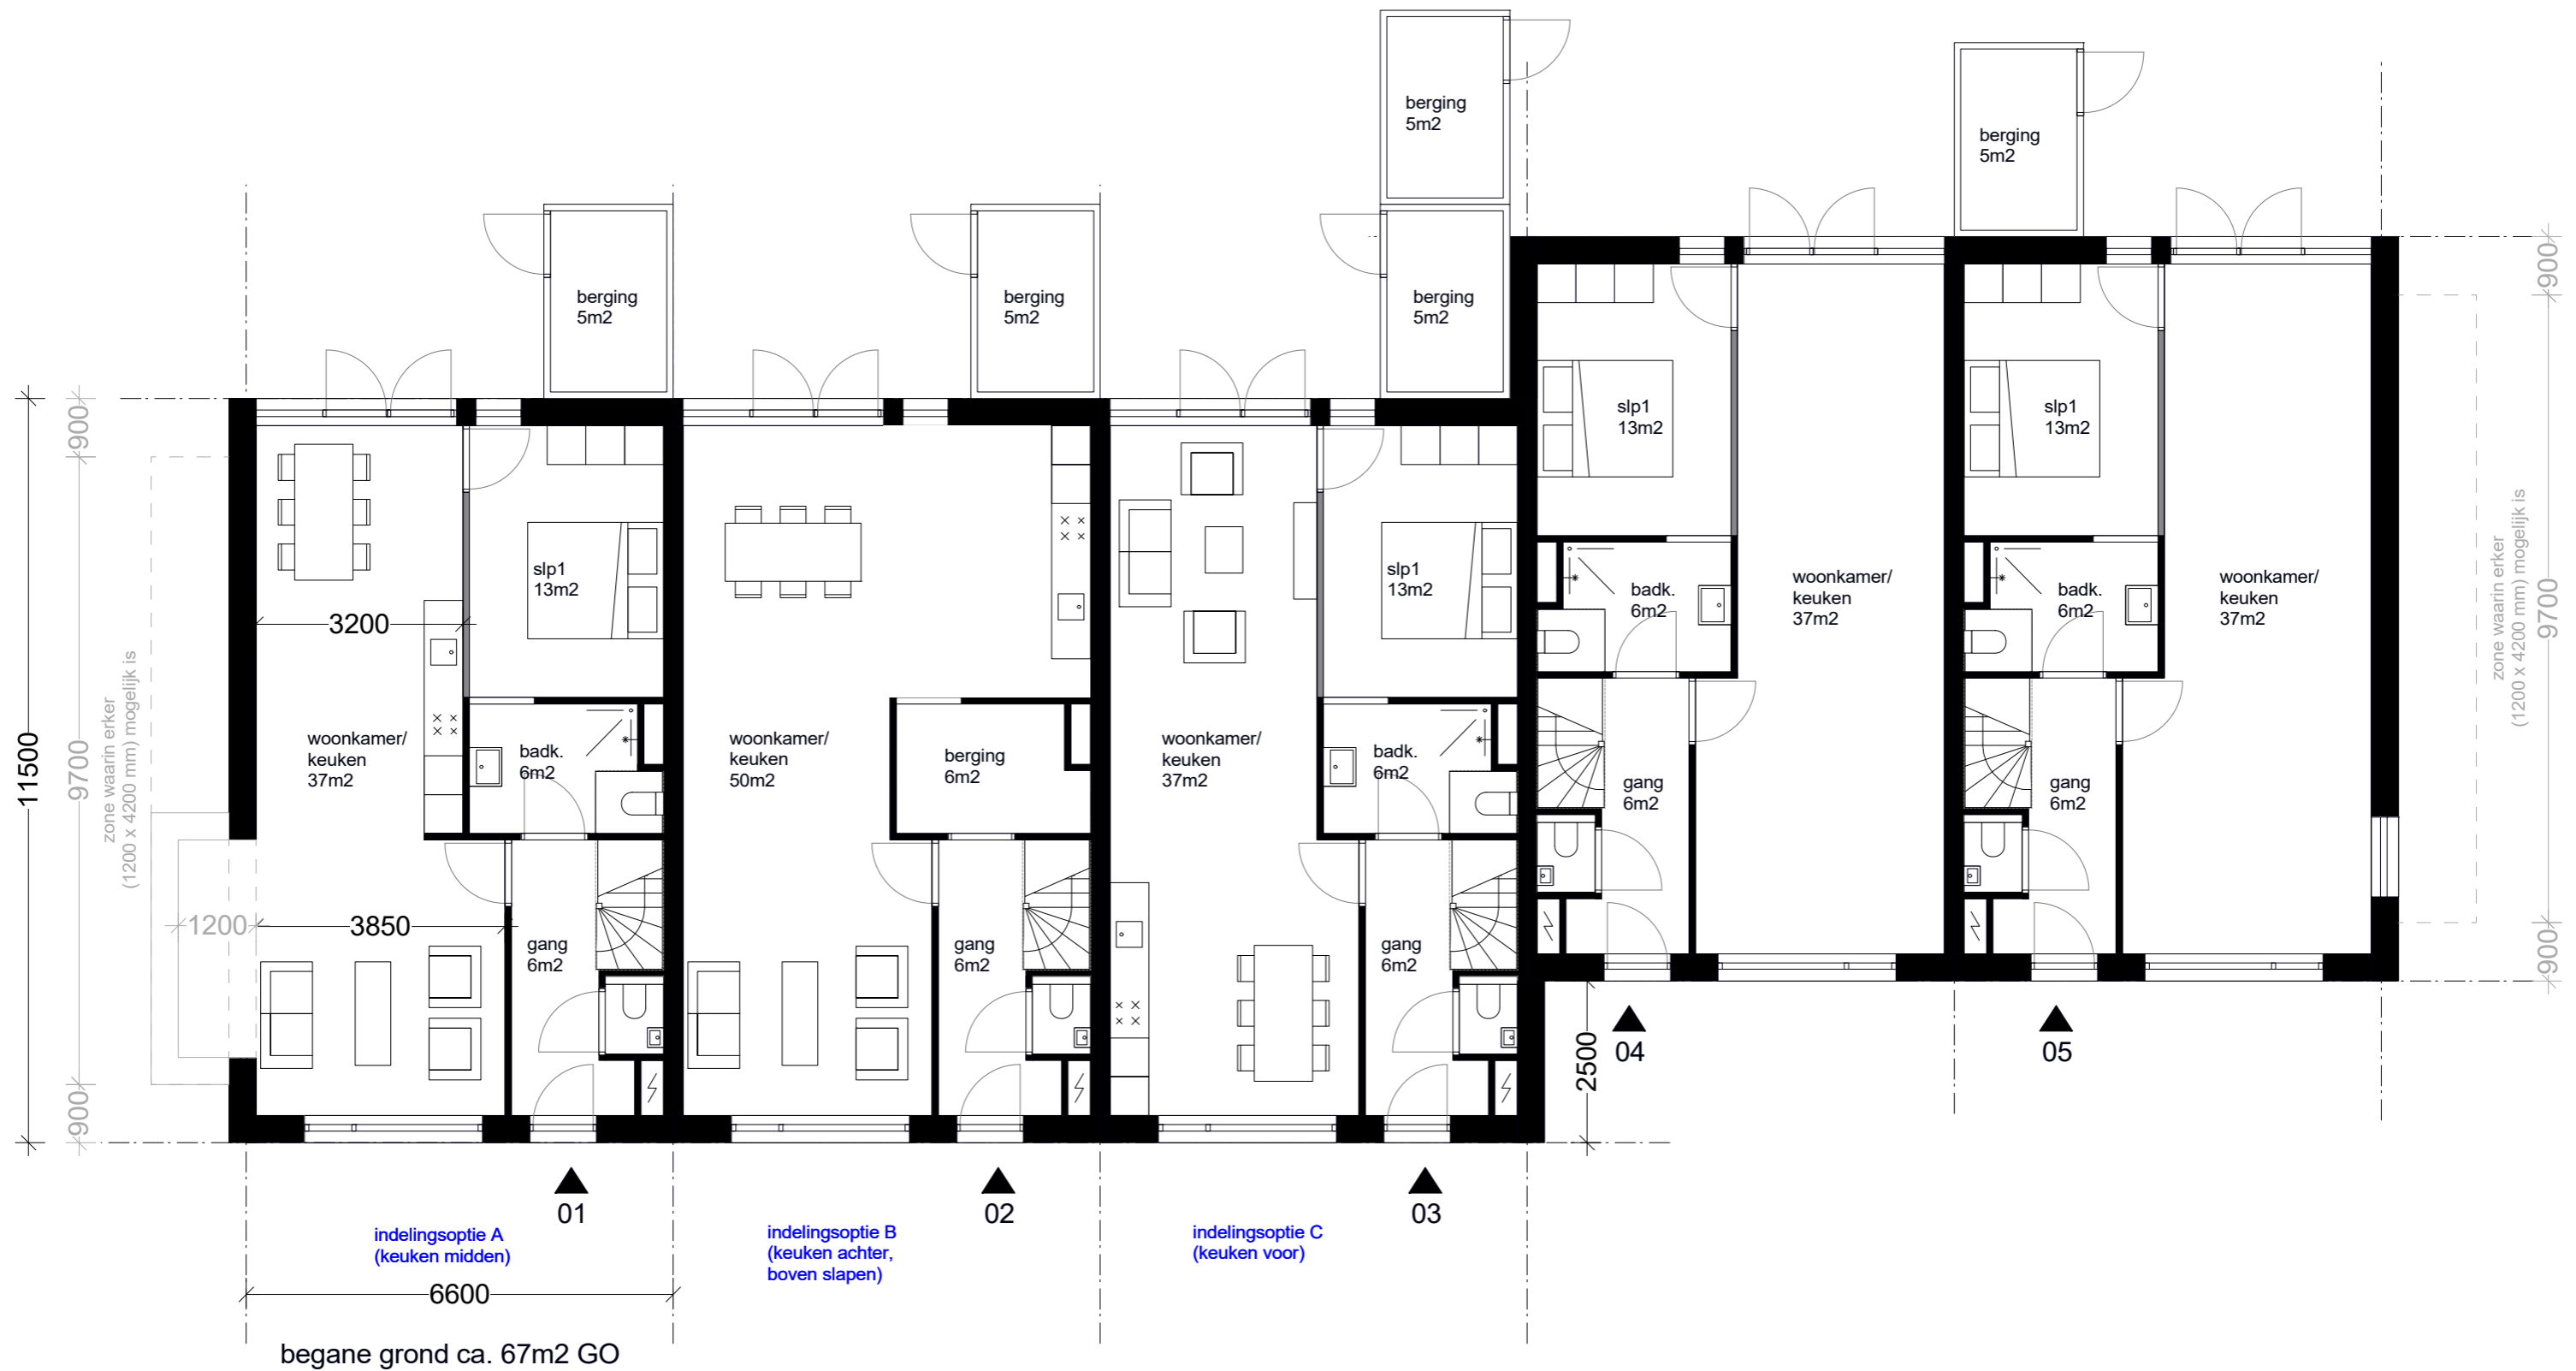 berging
5m2
berging
5m2
berging
5m2
berging
5m2
berging
5m2
900
9700
900
11500
zone waarin erker
(1200 x 4200 mm) mogelijk is
1200
3200
3850
slp1
13m2
woonkamer/
keuken
37m2
badk.
6m2
gang
6m2
woonkamer/
keuken
50m2
berging
6m2
gang
6m2
slp1
13m2
woonkamer/
keuken
37m2
badk.
6m2
gang
6m2
slp1
13m2
badk.
6m2
woonkamer/
keuken
37m2
gang
6m2
slp1
13m2
badk.
6m2
woonkamer/
keuken
37m2
gang
6m2
900
9700
900
zone waarin erker
(1200 x 4200 mm) mogelijk is
2500
04
05
01
02
03
indelingsoptie A
(keuken midden)
indelingsoptie B
(keuken achter,
boven slapen)
indelingsoptie C
(keuken voor)
6600
begane grond ca. 67m2 GO